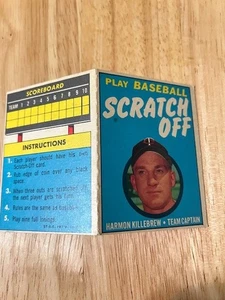 SCOREBOARD
TEAM 1 2 3 4 5 6 7 8 9 10
INSTRUCTIONS
1. Each player should have his own
Scratch-Off card.
2. Rub edge of coin over any black
space.
3. When three outs are scratched off
the next player gets his turn.
4. Rules are the same as
5. Play nine full innings.
PLAY BASEBALL
SCRATCH
OFF
HARMON KILLEBREW • TEAM CAPTAIN